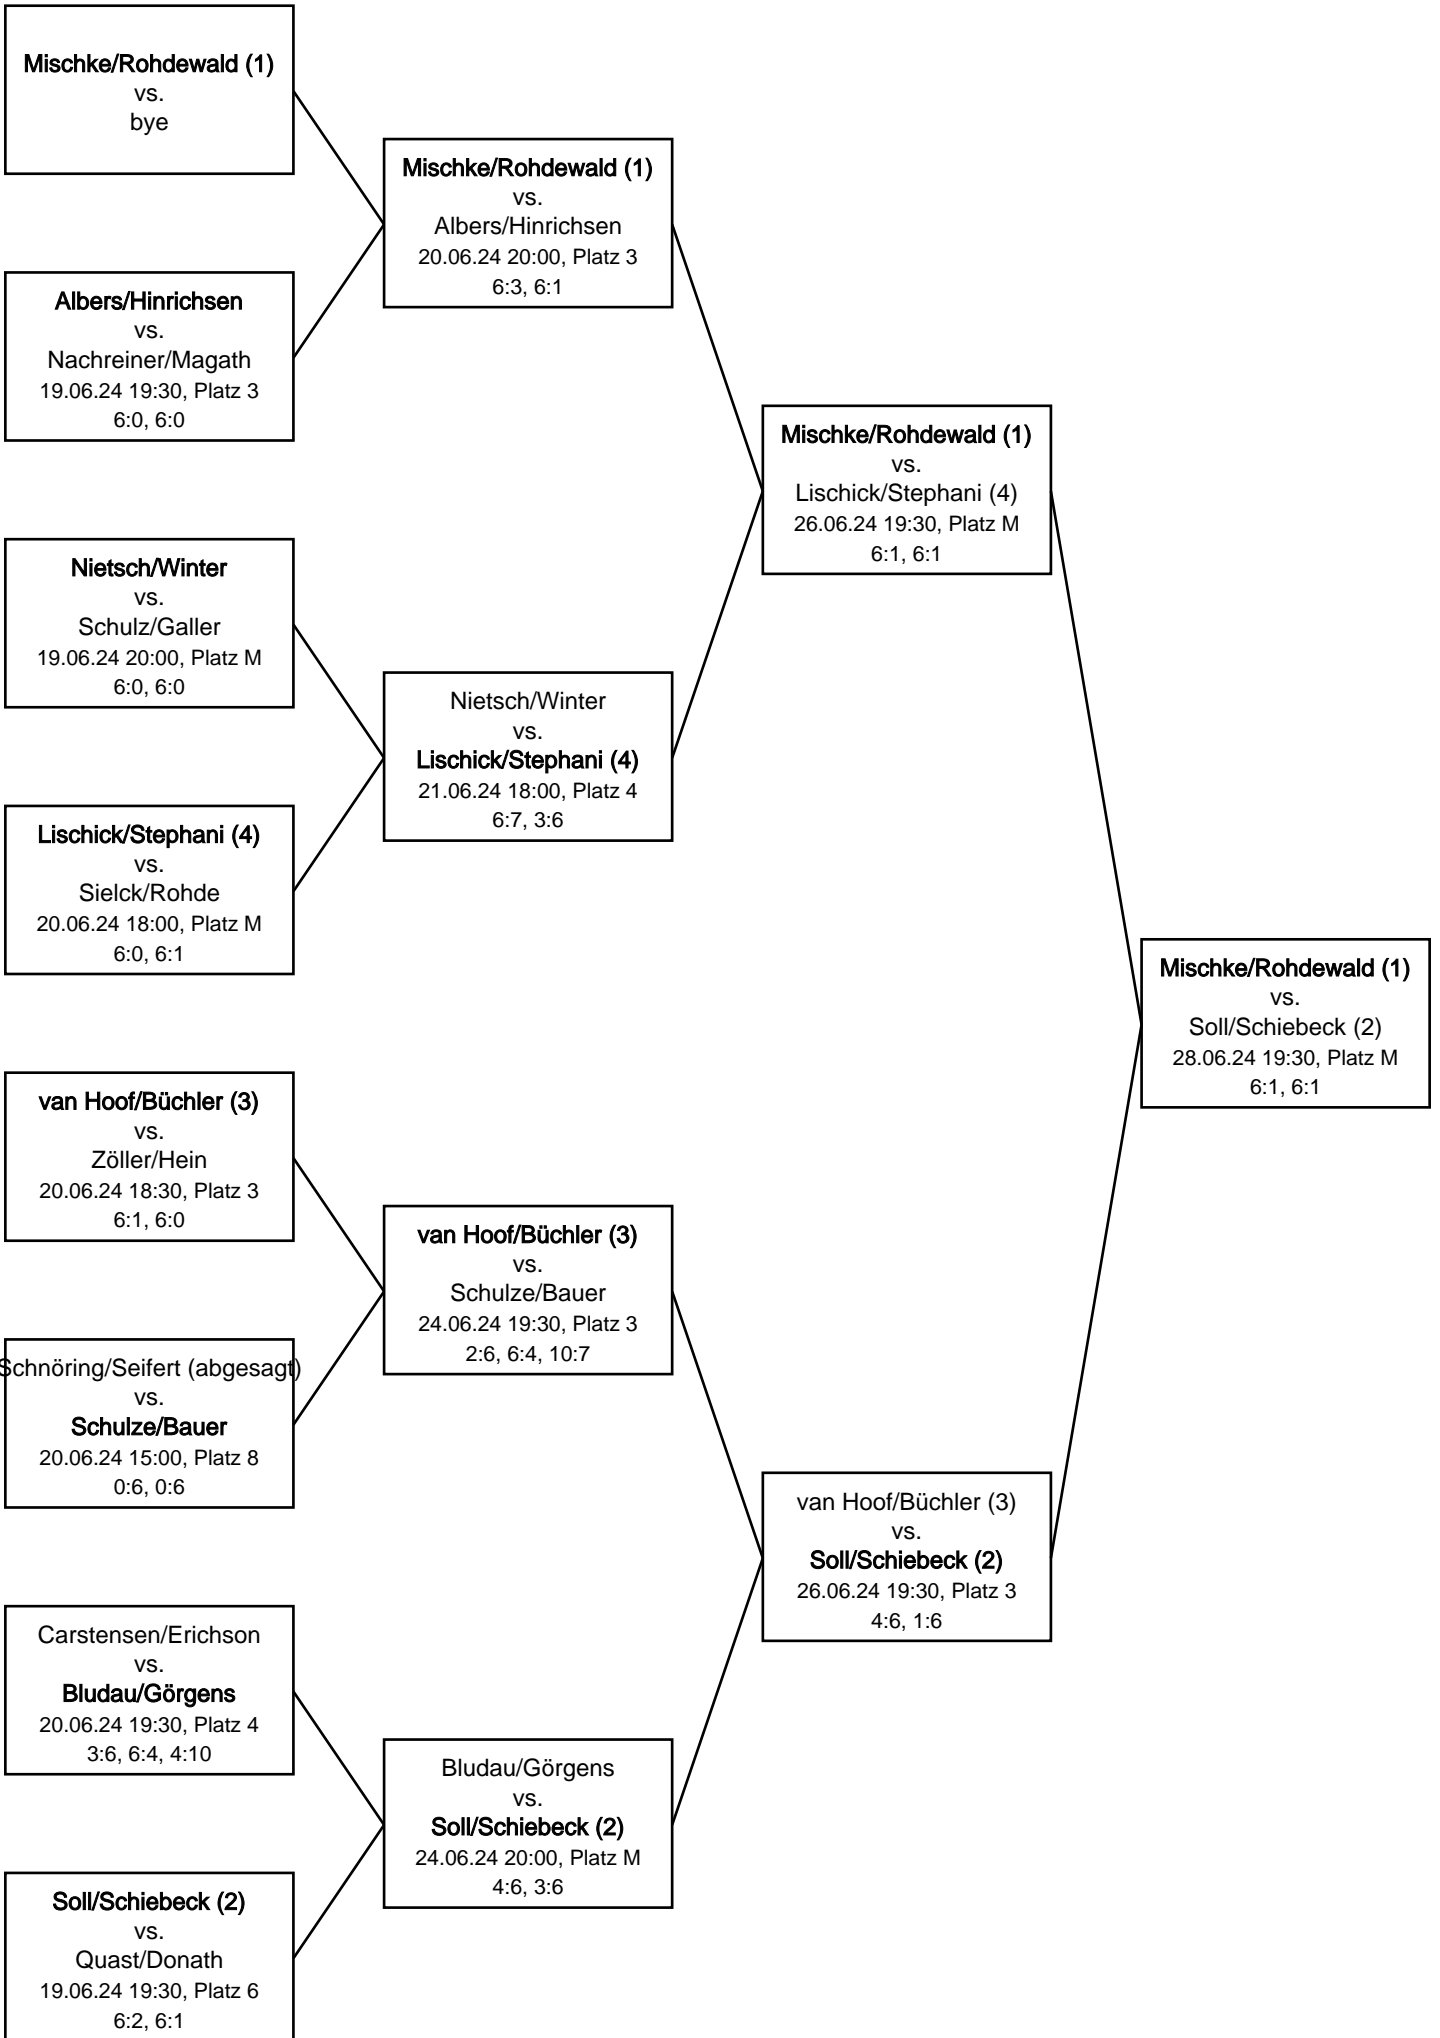 Mischke/Rohdewald (1)
vs.
bye
Albers/Hinrichsen
vs.
Nachreiner/Magath
19.06.24 19:30, Platz 3
6:0, 6:0
Nietsch/Winter
vs.
Schulz/Galler
19.06.24 20:00, Platz M
6:0, 6:0
Lischick/Stephani (4)
vs.
Sielck/Rohde
20.06.24 18:00, Platz M
6:0, 6:1
van Hoof/Büchler (3)
vs.
Zöller/Hein
20.06.24 18:30, Platz 3
6:1, 6:0
Schnöring/Seifert (abgesagt)
vs.
Schulze/Bauer
20.06.24 15:00, Platz 8
0:6, 0:6
Carstensen/Erichson
vs.
Bludau/Görgens
20.06.24 19:30, Platz 4
3:6, 6:4, 4:10
Soll/Schiebeck (2)
vs.
Quast/Donath
19.06.24 19:30, Platz 6
6:2, 6:1
Mischke/Rohdewald (1)
vs.
Albers/Hinrichsen
20.06.24 20:00, Platz 3
6:3, 6:1
Nietsch/Winter
vs.
Lischick/Stephani (4)
21.06.24 18:00, Platz 4
6:7, 3:6
van Hoof/Büchler (3)
vs.
Schulze/Bauer
24.06.24 19:30, Platz 3
2:6, 6:4, 10:7
Bludau/Görgens
vs.
Soll/Schiebeck (2)
24.06.24 20:00, Platz M
4:6, 3:6
Mischke/Rohdewald (1)
vs.
Lischick/Stephani (4)
26.06.24 19:30, Platz M
6:1, 6:1
van Hoof/Büchler (3)
vs.
Soll/Schiebeck (2)
26.06.24 19:30, Platz 3
4:6, 1:6
Mischke/Rohdewald (1)
vs.
Soll/Schiebeck (2)
28.06.24 19:30, Platz M
6:1, 6:1